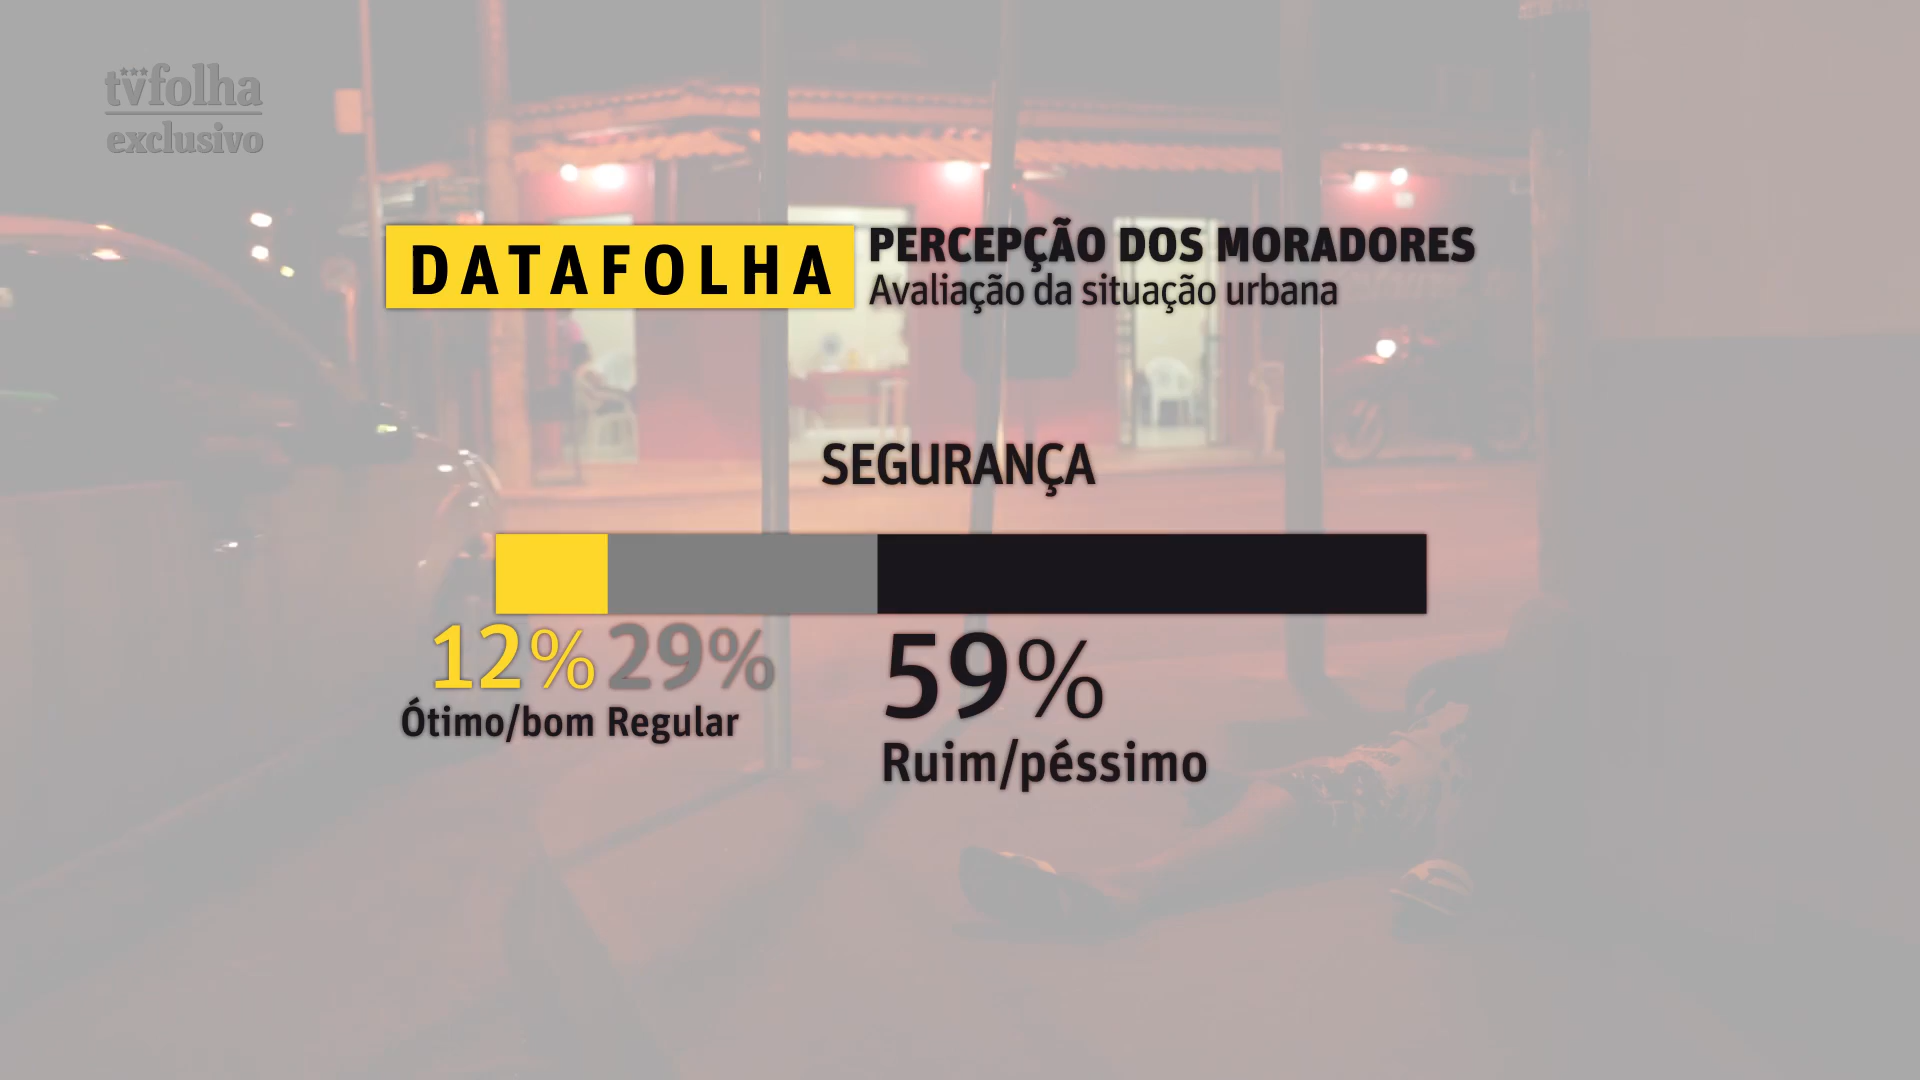 tvfolha
exclusivo
DATAFOLHA
PERCEPÇÃO DOS MORADORES
Avaliação da situação urbana
SEGURANÇA
12% 29% 59%
Ótimo/bom Regular Ruim/péssimo